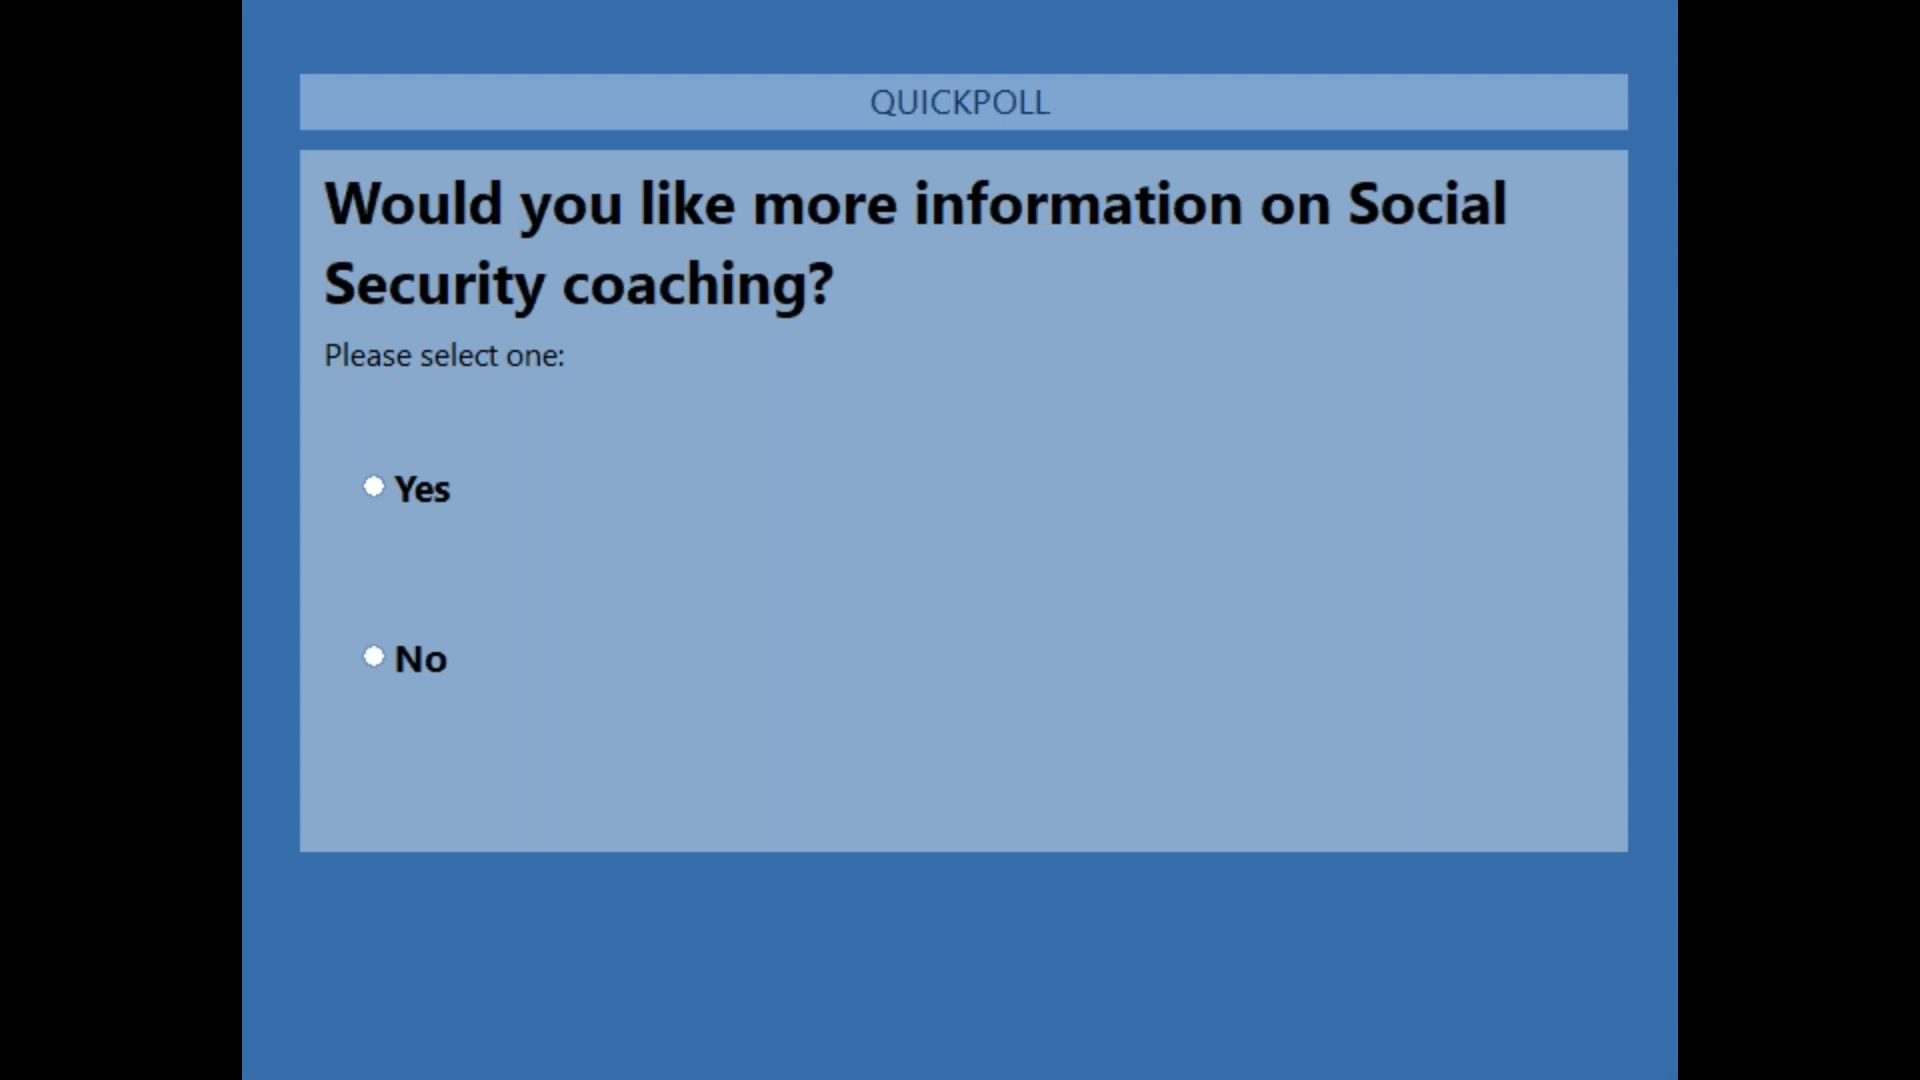 QUICKPOLL
Would you like more information on Social
Security coaching?
Please select one:
Yes
No